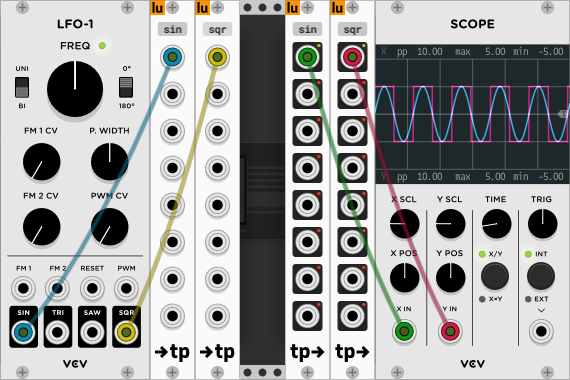 LFO-1
FREQ
UNI
BI
0°
180°
FM 1 CV
P. WIDTH
FM 2 CV
PWM CV
FM 1
FM 2
RESET
PWM
SIN
TRI
SAW
SQR
VCV
lu
sin
→tp
lu
sqr
→tp
lu
sin
tp→
lu
sqr
tp→
SCOPE
X pp 10.00 max 5.00 min -5.00
Y pp 10.00 max 5.00 min -5.00
X SCL
Y SCL
TIME
TRIG
X POS
Y POS
X/Y
INT
X×Y
EXT
X IN
Y IN
VCV